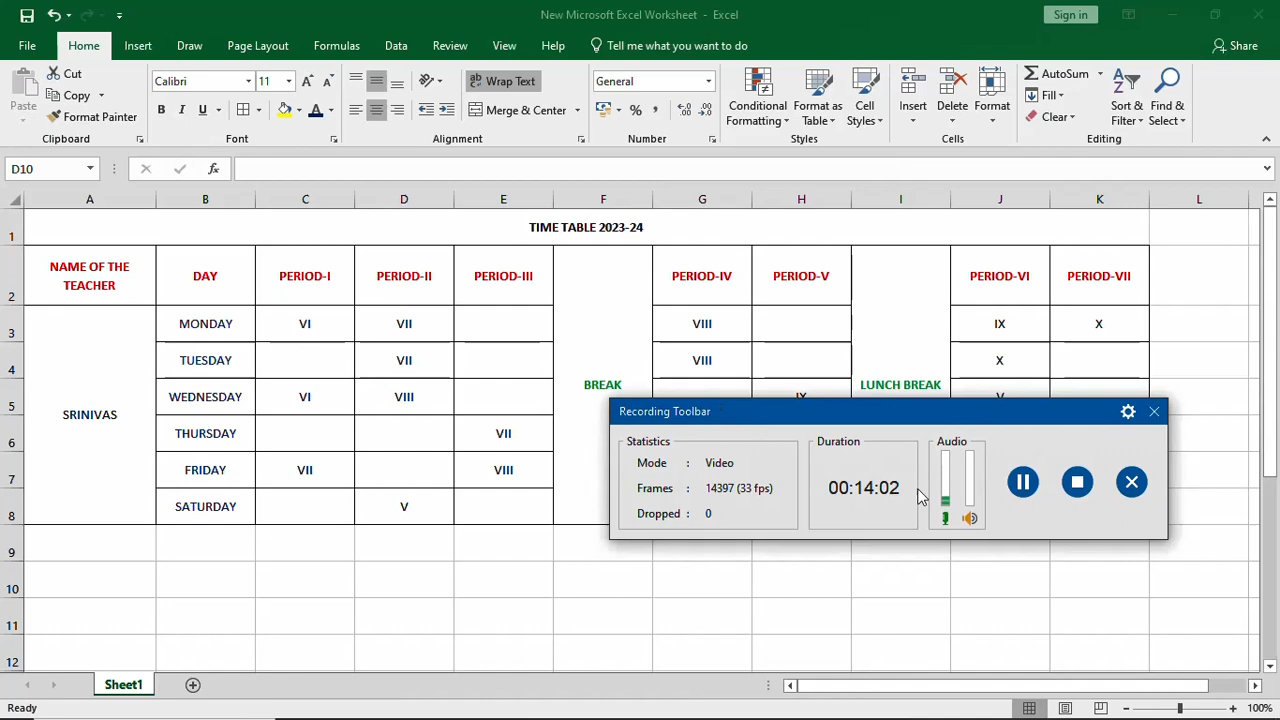 New Microsoft Excel Worksheet - Excel
Sign in
File Home Insert Draw Page Layout Formulas Data Review View Help Tell me what you want to do Share
Paste
Cut
Copy
Format Painter
Clipboard
Calibri 11
B I U A
Font
Wrap Text
Merge & Center
Alignment
General
% ,
Number
Conditional Formatting
Format as Table
Cell Styles
Styles
Insert Delete Format
Cells
AutoSum
Fill
Clear
Sort & Filter
Find & Select
Editing
D10 fx
A B C D E F G H I J K L
1 TIME TABLE 2023-24
2 NAME OF THE TEACHER DAY PERIOD-I PERIOD-II PERIOD-III PERIOD-IV PERIOD-V PERIOD-VI PERIOD-VII
3 MONDAY VI VII VIII IX X
4 TUESDAY VII VIII X
BREAK LUNCH BREAK
5 WEDNESDAY VI VIII
SRINIVAS
6 THURSDAY VII
7 FRIDAY VII VIII
8 SATURDAY V
9
10
11
12
Recording Toolbar
Statistics
Mode : Video
Frames : 14397 (33 fps)
Dropped : 0
Duration
00:14:02
Audio
Sheet1
Ready
100%